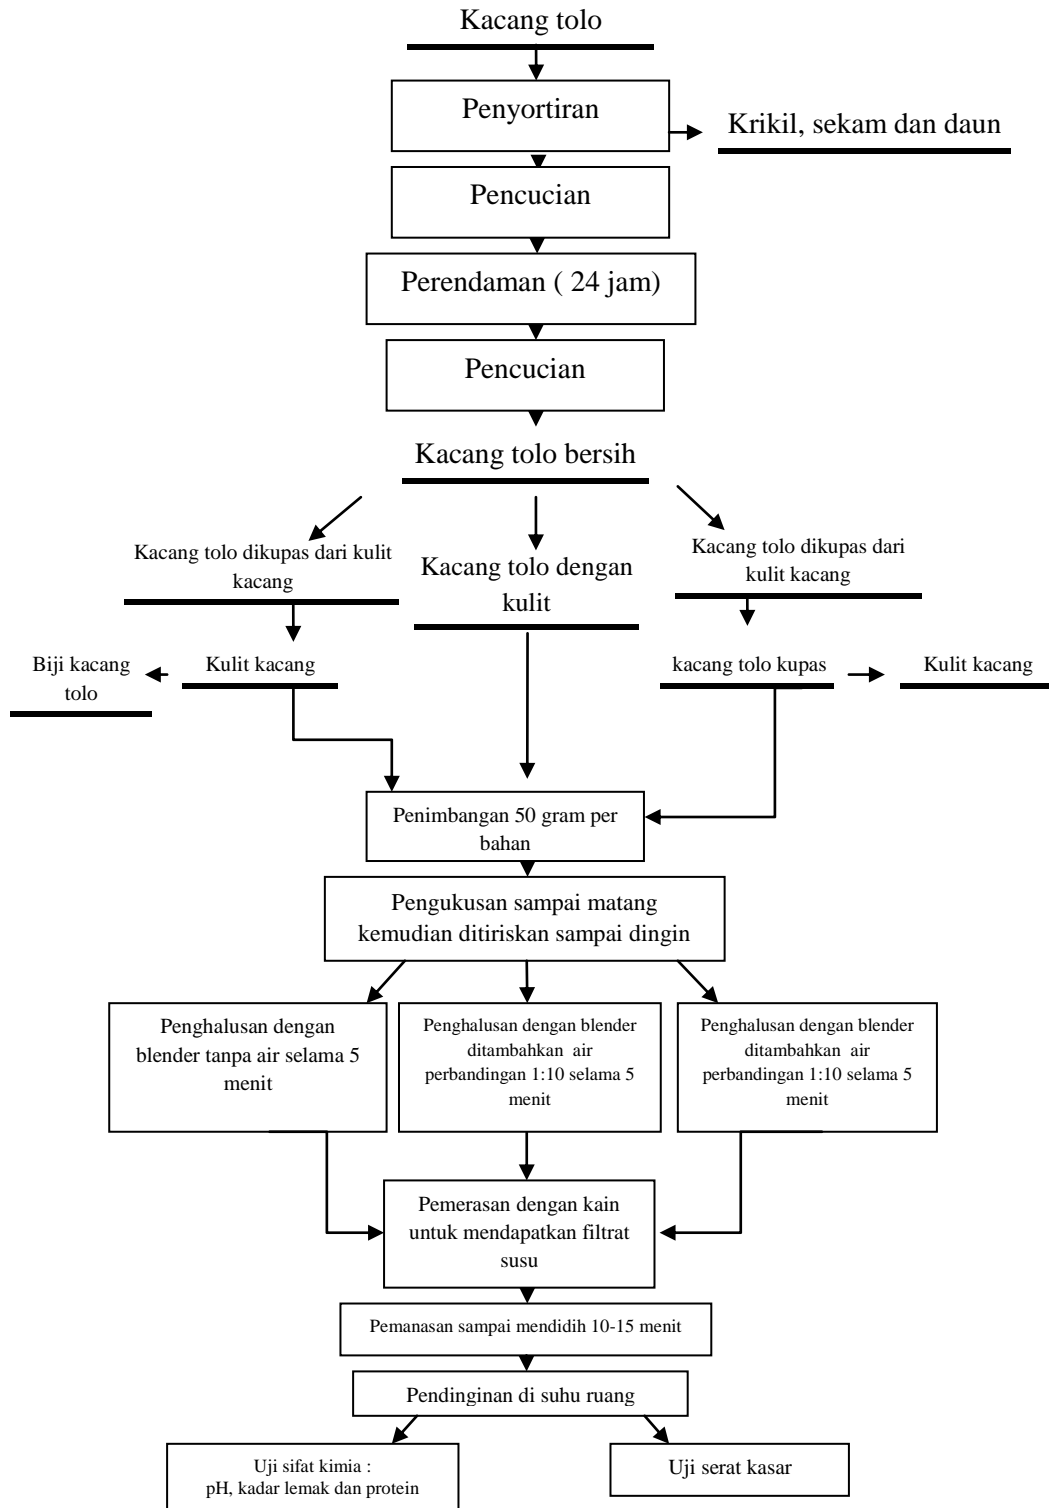 Kacang tolo
Penyortiran
Krikil, sekam dan daun
Pencucian
Perendaman ( 24 jam)
Pencucian
Kacang tolo bersih
Kacang tolo dikupas dari kulit
kacang
Kacang tolo dengan
kulit
Kacang tolo dikupas dari
kulit kacang
Biji kacang
tolo
Kulit kacang
kacang tolo kupas
Kulit kacang
Penimbangan 50 gram per
bahan
Pengukusan sampai matang
kemudian ditiriskan sampai dingin
Penghalusan dengan
blender tanpa air selama 5
menit
Penghalusan dengan blender
ditambahkan  air
perbandingan 1:10 selama 5
menit
Penghalusan dengan blender
ditambahkan  air
perbandingan 1:10 selama 5
menit
Pemerasan dengan kain
untuk mendapatkan filtrat
susu
Pemanasan sampai mendidih 10-15 menit
Pendinginan di suhu ruang
Uji sifat kimia :
pH, kadar lemak dan protein
Uji serat kasar